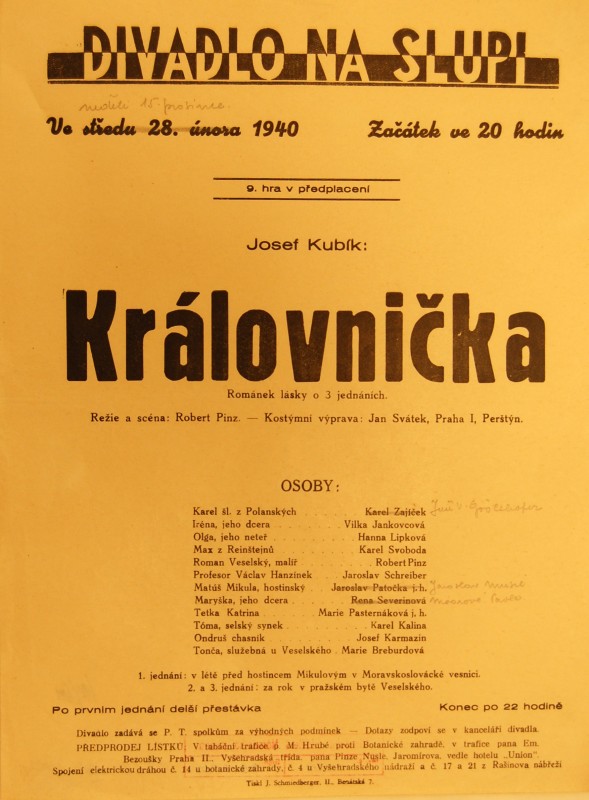 DIVADLO NA SLUPI
neděle 15. prosince.
Ve středu 28. února 1940 Začátek ve 20 hodin
9. hra v předplacení
Josef Kubík:
Královnička
Románek lásky o 3 jednáních.
Režie a scéna: Robert Pinz. — Kostýmní výprava: Jan Svátek, Praha I, Perštýn.
OSOBY:
Karel šl. z Polanských . . . . . Karel Zajíček
Iréna, jeho dcera . . . . . Vilka Jankovcová
Olga, jeho neteř . . . . . Hanna Lipková
Max z Reinštejnů . . . . . Karel Svoboda
Roman Veselský, malíř . . . . . Robert Pinz
Profesor Václav Hanzínek . . Jaroslav Schreiber
Matúš Mikula, hostinský . . Jaroslav Patočka j. h. Jaroslav
Maryška, jeho dcera . . . . . Rena Severinová
Tetka Katrina . . . . . Marie Pasternáková j. h.
Tóma, selský synek . . . . . Karel Kalina
Ondruš chasník . . . . . Josef Karmazín
Tonča, služebná u Veselského . Marie Breburdová
1. jednání: v létě před hostincem Mikulovým v Moravskoslovácké vesnici.
2. a 3. jednání: za rok v pražském bytě Veselského.
Po prvním jednání delší přestávka Konec po 22 hodině
Divadlo zadává se P. T. spolkům za výhodných podmínek — Dotazy zodpoví se v kanceláři divadla.
PŘEDPRODEJ LÍSTKŮ: V tabáční trafice p. M. Hrubé proti Botanické zahradě, v trafice pana Em.
Bezoušky Praha II., Vyšehradská třída, pana Pinze Nusle, Jaromírova, vedle hotelu „Union".
Spojení elektrickou dráhou č. 14 u botanické zahrady, č. 4 u Vyšehradského nádraží a č. 17 a 21 z Rašínova nábřeží
Tiskl J. Schmiedberger, II., Benátská 7.